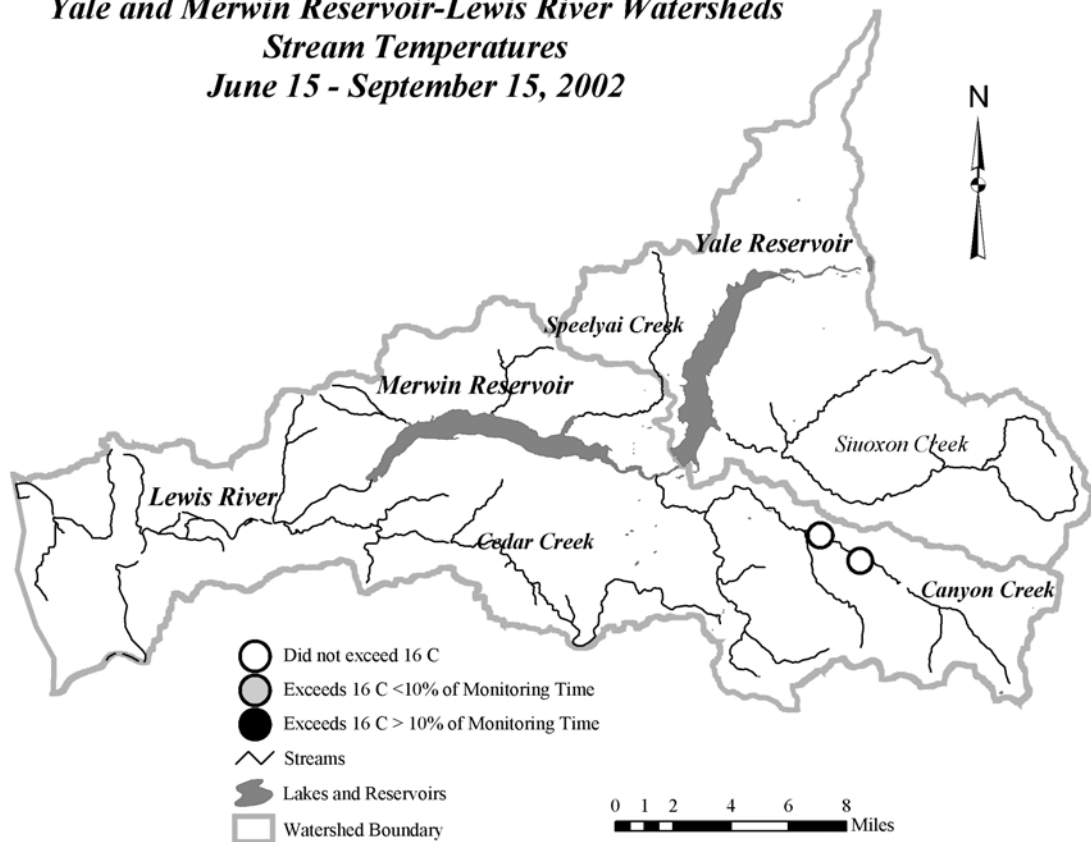 Yale and Merwin Reservoir-Lewis River Watersheds
Stream Temperatures
June 15 - September 15, 2002
N
Yale Reservoir
Speelyai Creek
Merwin Reservoir
Siuoxon Creek
Lewis River
Cedar Creek
Canyon Creek
Did not exceed 16 C
Exceeds 16 C <10% of Monitoring Time
Exceeds 16 C > 10% of Monitoring Time
Streams
Lakes and Reservoirs
Watershed Boundary
0 1 2 4 6 8
Miles